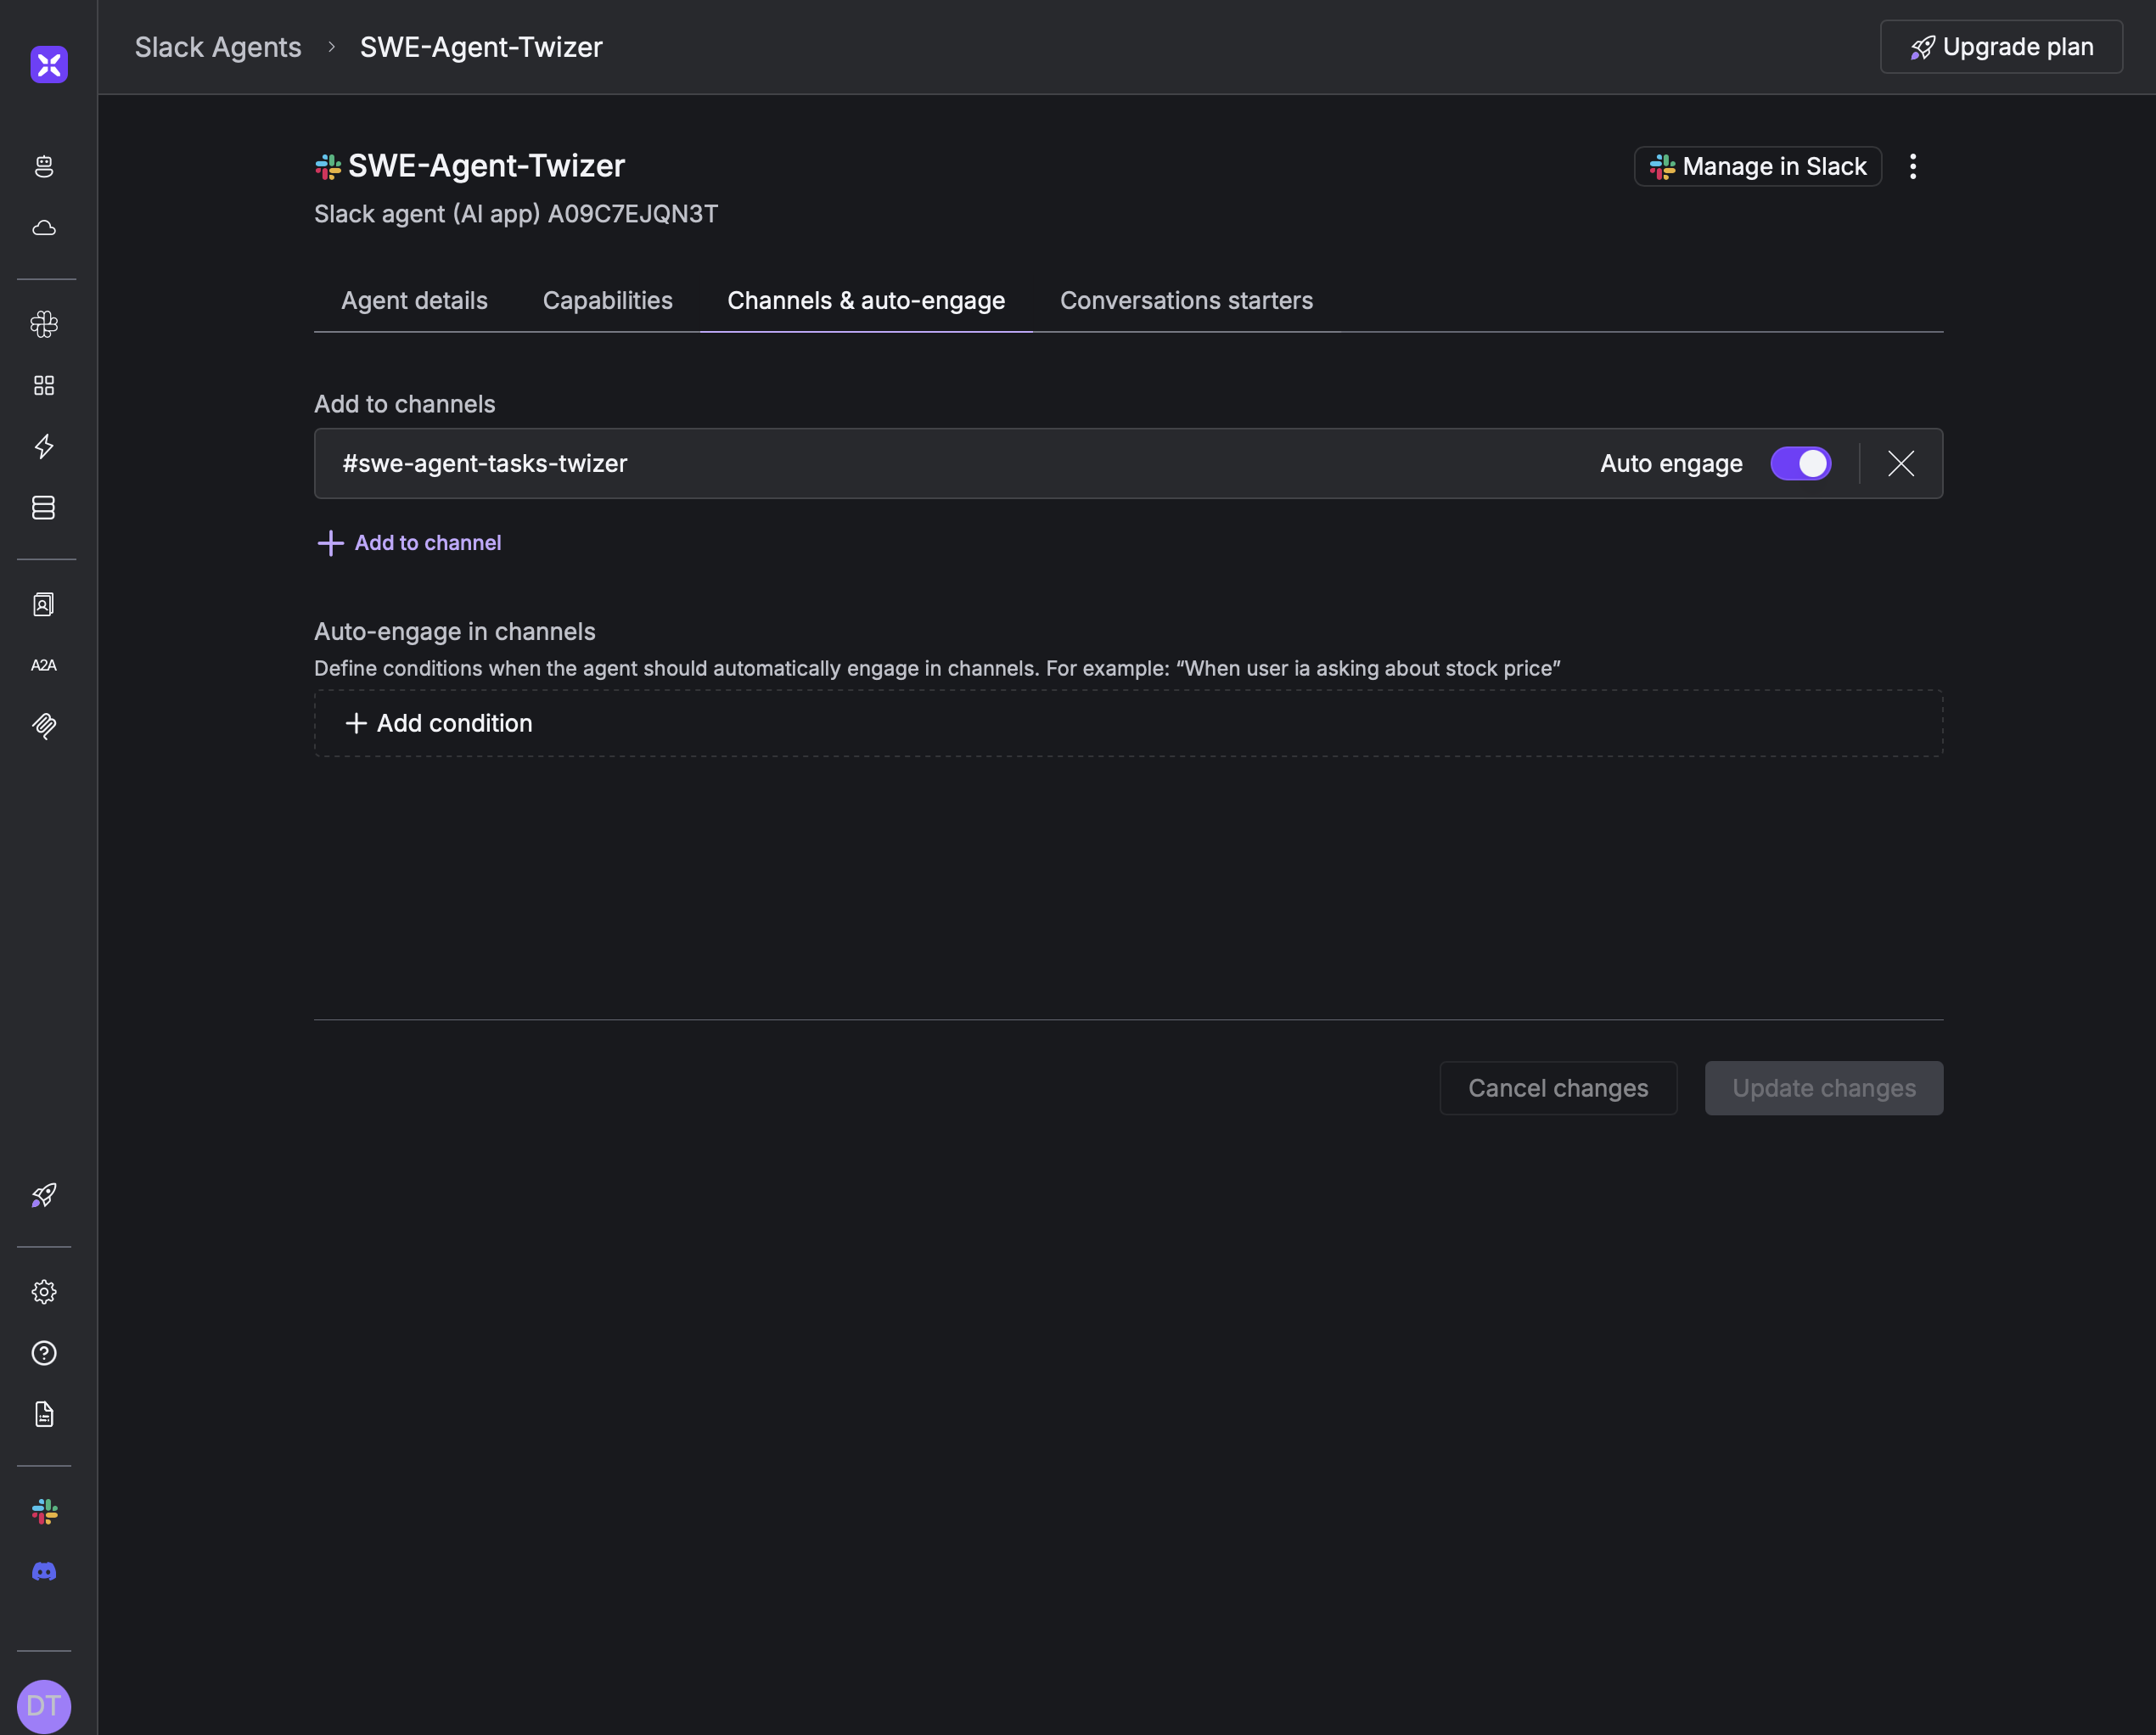 Slack Agents > SWE-Agent-Twizer
Upgrade plan
SWE-Agent-Twizer
Manage in Slack
Slack agent (AI app) A09C7EJQN3T
Agent details
Capabilities
Channels & auto-engage
Conversations starters
Add to channels
#swe-agent-tasks-twizer
Auto engage
Add to channel
A2A
Auto-engage in channels
Define conditions when the agent should automatically engage in channels. For example: “When user ia asking about stock price”
Add condition
Cancel changes
Update changes
DT